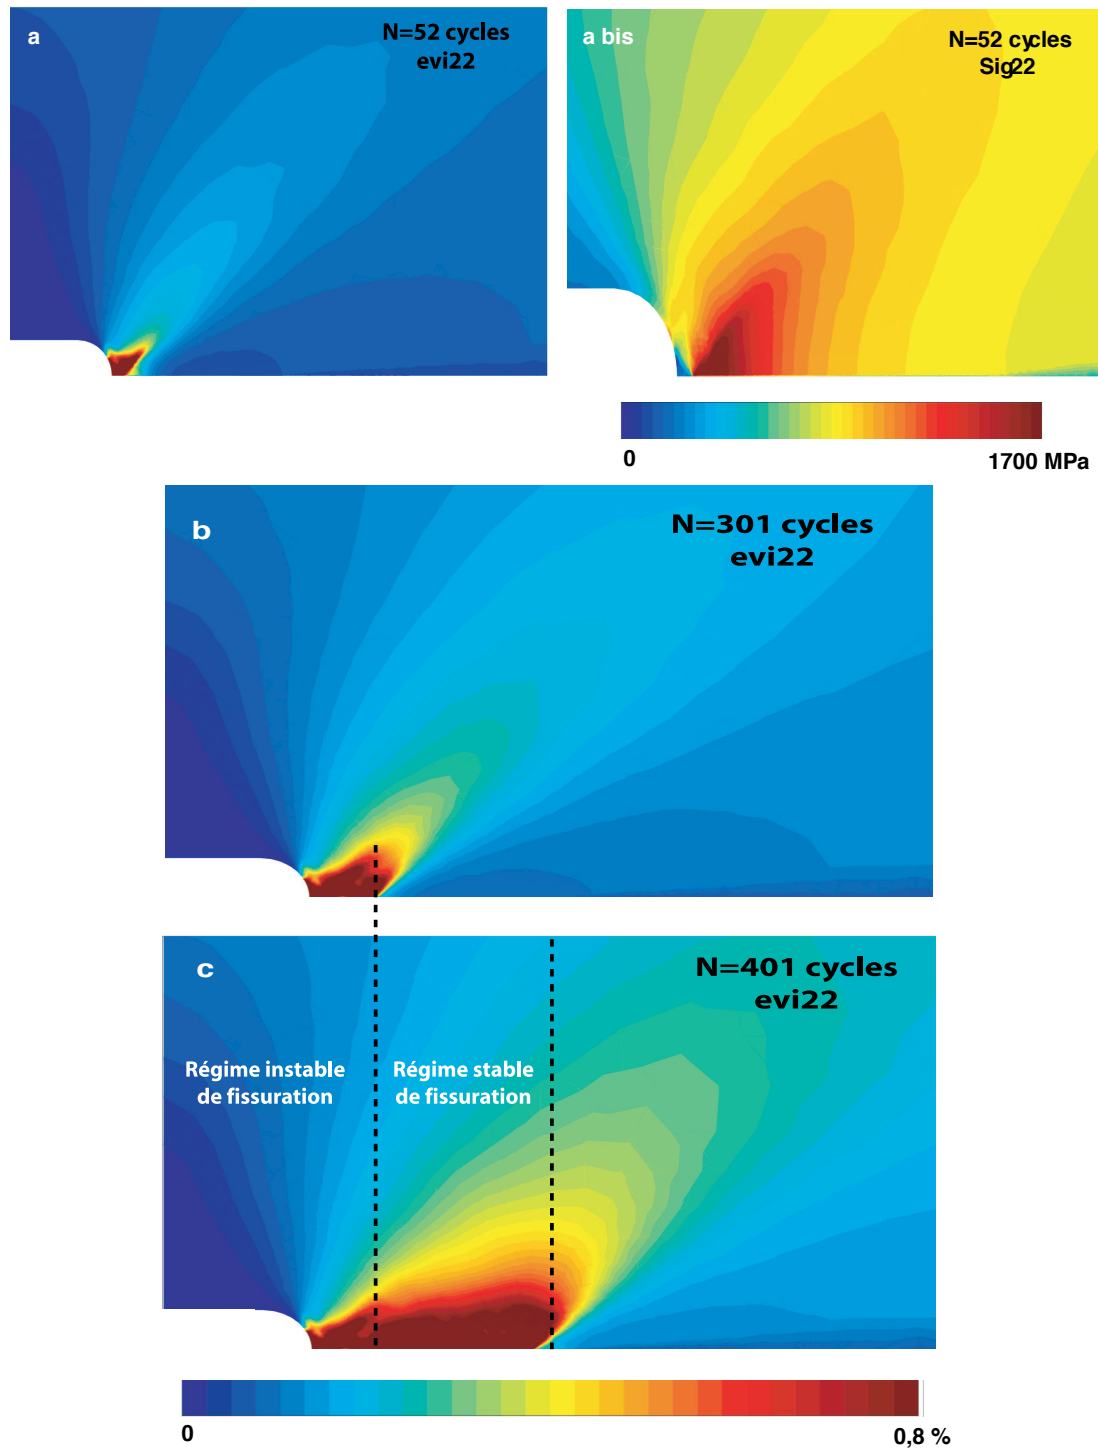 a
N=52 cycles
evi22
a bis
N=52 cycles
Sig22
0
1700 MPa
b
N=301 cycles
evi22
c
N=401 cycles
evi22
Régime instable
de fissuration
Régime stable
de fissuration
0
0,8 %